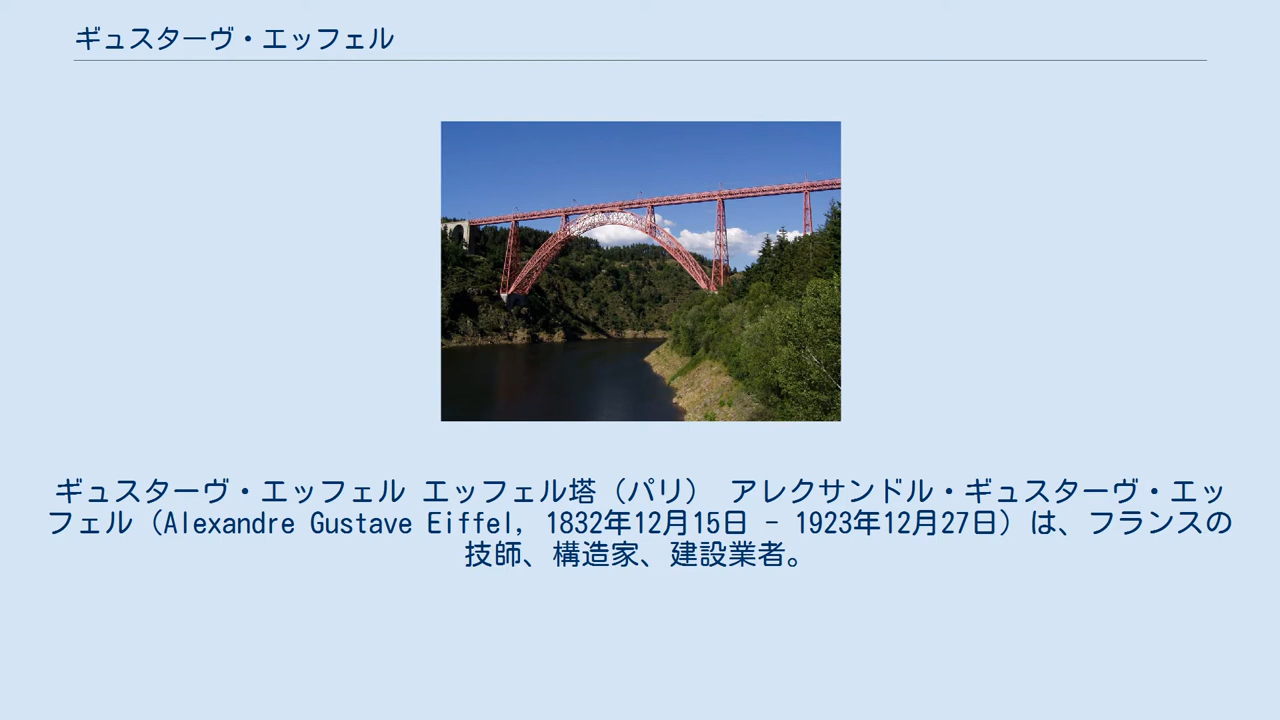 ギュスターヴ・エッフェル
ギュスターヴ・エッフェル エッフェル塔（パリ） アレクサンドル・ギュスターヴ・エッ
フェル（Alexandre Gustave Eiffel, 1832年12月15日 - 1923年12月27日）は、フランスの
技師、構造家、建設業者。